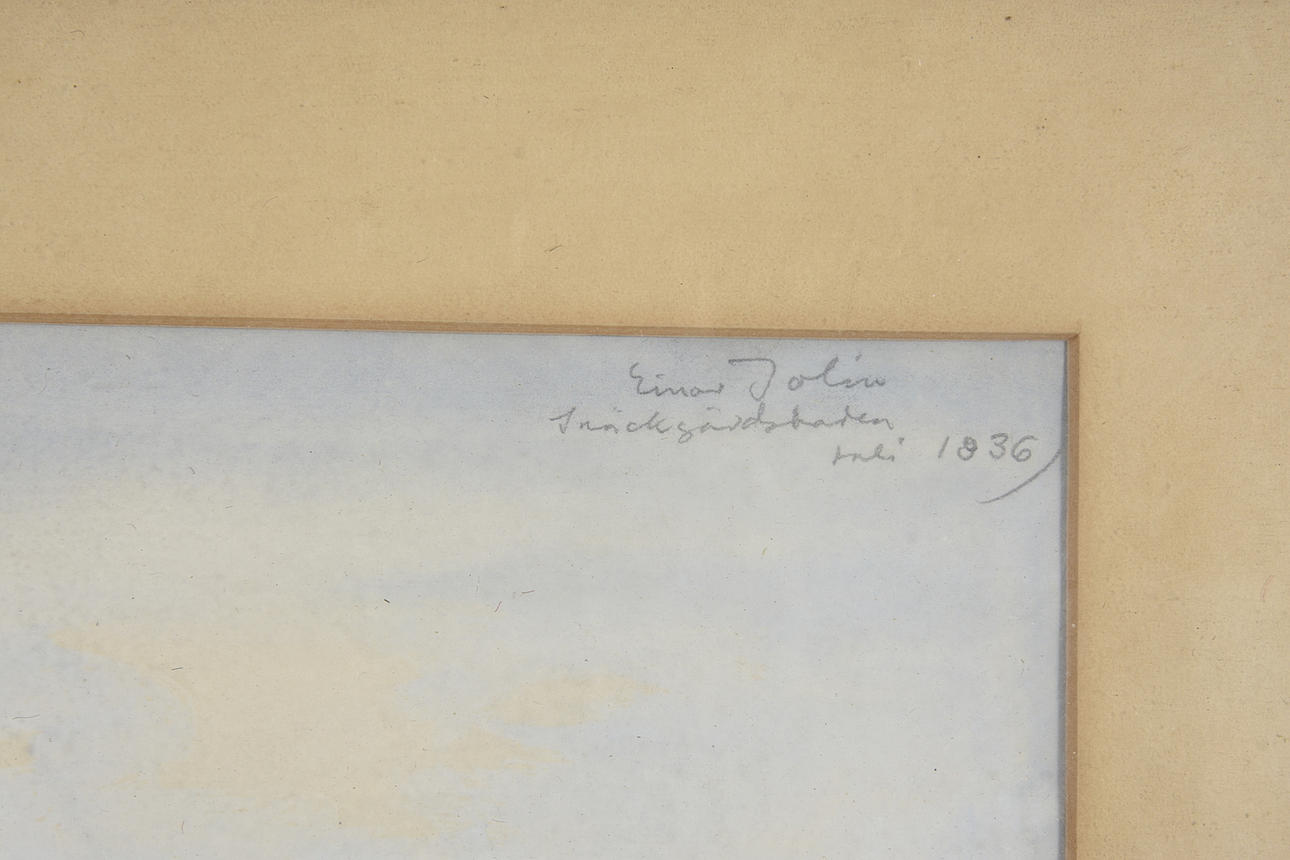 Einar Jolin
Snäckgärdsbaden
juli 1936